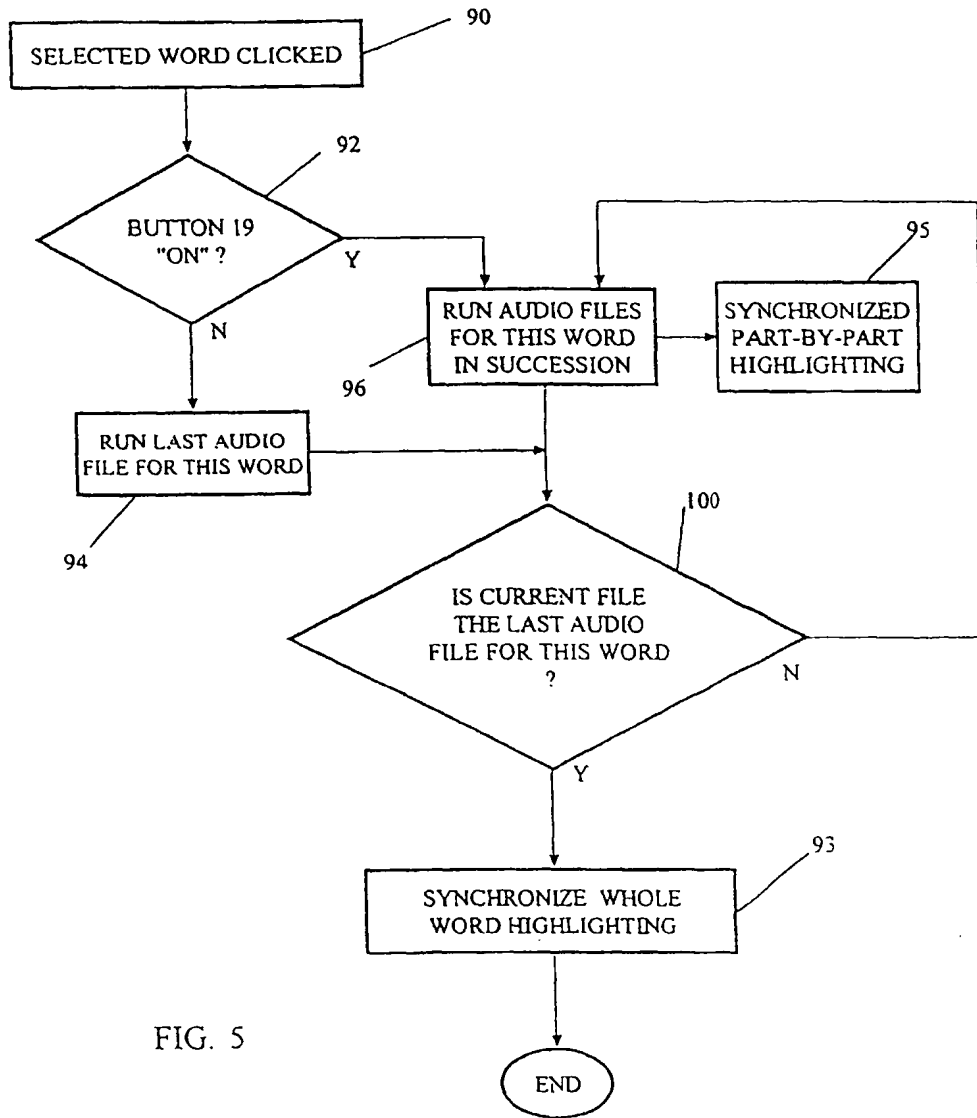 90
SELECTED WORD CLICKED
92
BUTTON 19
"ON" ?
Y
N
95
RUN AUDIO FILES
FOR THIS WORD
IN SUCCESSION
SYNCHRONIZED
PART-BY-PART
HIGHLIGHTING
96
RUN LAST AUDIO
FILE FOR THIS WORD
94
100
IS CURRENT FILE
THE LAST AUDIO
FILE FOR THIS WORD
?
N
Y
93
SYNCHRONIZE WHOLE
WORD HIGHLIGHTING
FIG. 5
END